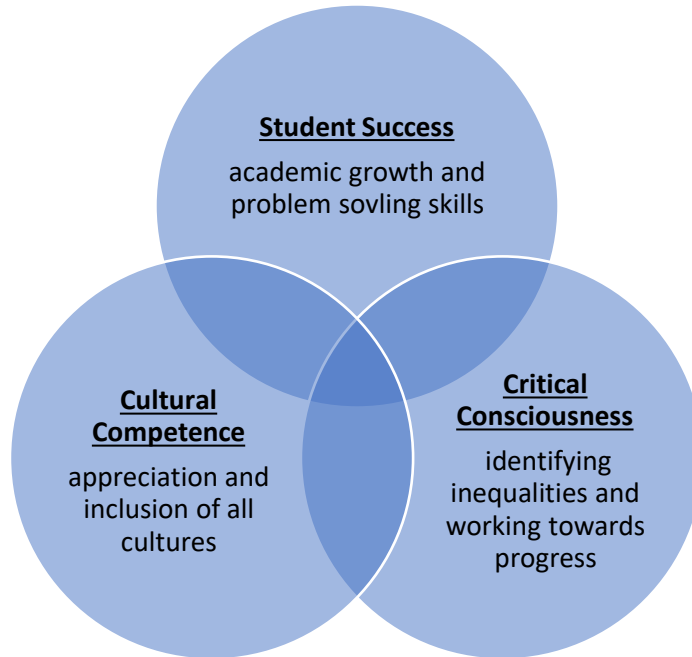 Student Success
academic growth and
problem sovling skills
Cultural
Competence
appreciation and
inclusion of all
cultures
Critical
Consciousness
identifying
inequalities and
working towards
progress